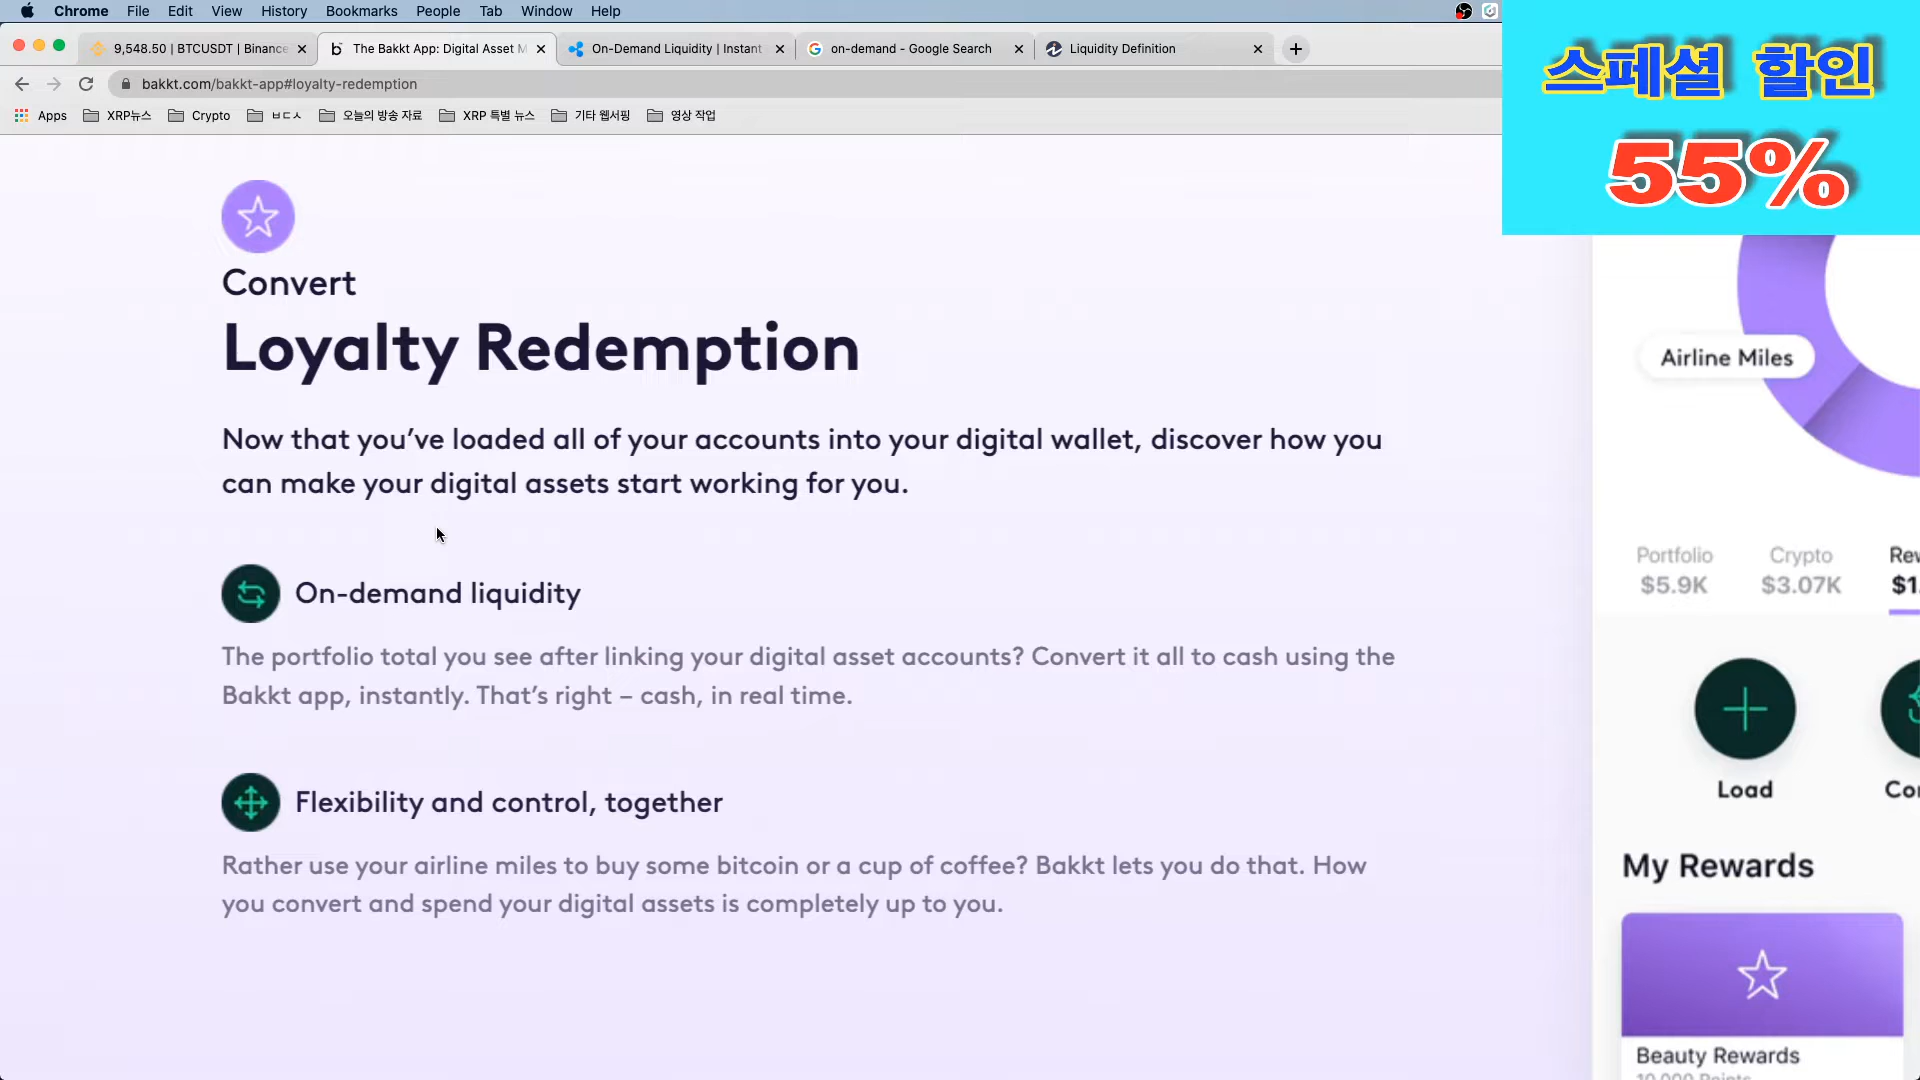 Chrome File Edit View History Bookmarks People Tab Window Help
9,548.50 | BTCUSDT | Binance
The Bakkt App: Digital Asset M
On-Demand Liquidity | Instant
on-demand - Google Search
Liquidity Definition
bakkt.com/bakkt-app#loyalty-redemption
Apps XRP뉴스 Crypto ㅂㄷㅅ 오늘의 방송 자료 XRP 특별 뉴스 기타 웹서핑 영상 작업
스페셜 할인
55%
Convert
Loyalty Redemption
Now that you’ve loaded all of your accounts into your digital wallet, discover how you
can make your digital assets start working for you.
On-demand liquidity
The portfolio total you see after linking your digital asset accounts? Convert it all to cash using the
Bakkt app, instantly. That’s right – cash, in real time.
Flexibility and control, together
Rather use your airline miles to buy some bitcoin or a cup of coffee? Bakkt lets you do that. How
you convert and spend your digital assets is completely up to you.
Airline Miles
Portfolio Crypto Rew
$5.9K $3.07K $1.
Load Con
My Rewards
Beauty Rewards
10,000 Points